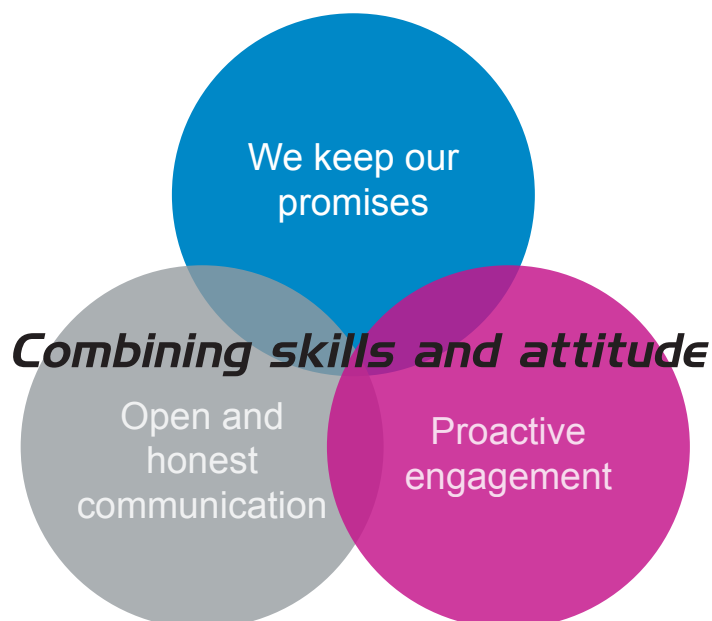 We keep our
promises
Combining skills and attitude
Open and
honest
communication
Proactive
engagement